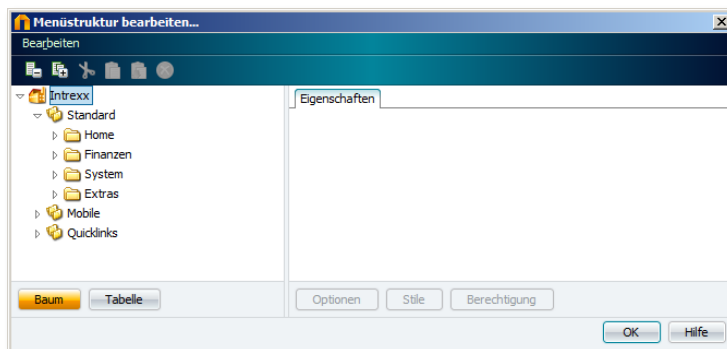 Menüstruktur bearbeiten...
Bearbeiten
Intrexx
Standard
Home
Finanzen
System
Extras
Mobile
Quicklinks
Eigenschaften
Baum Tabelle
Optionen Stile Berechtigung
OK Hilfe